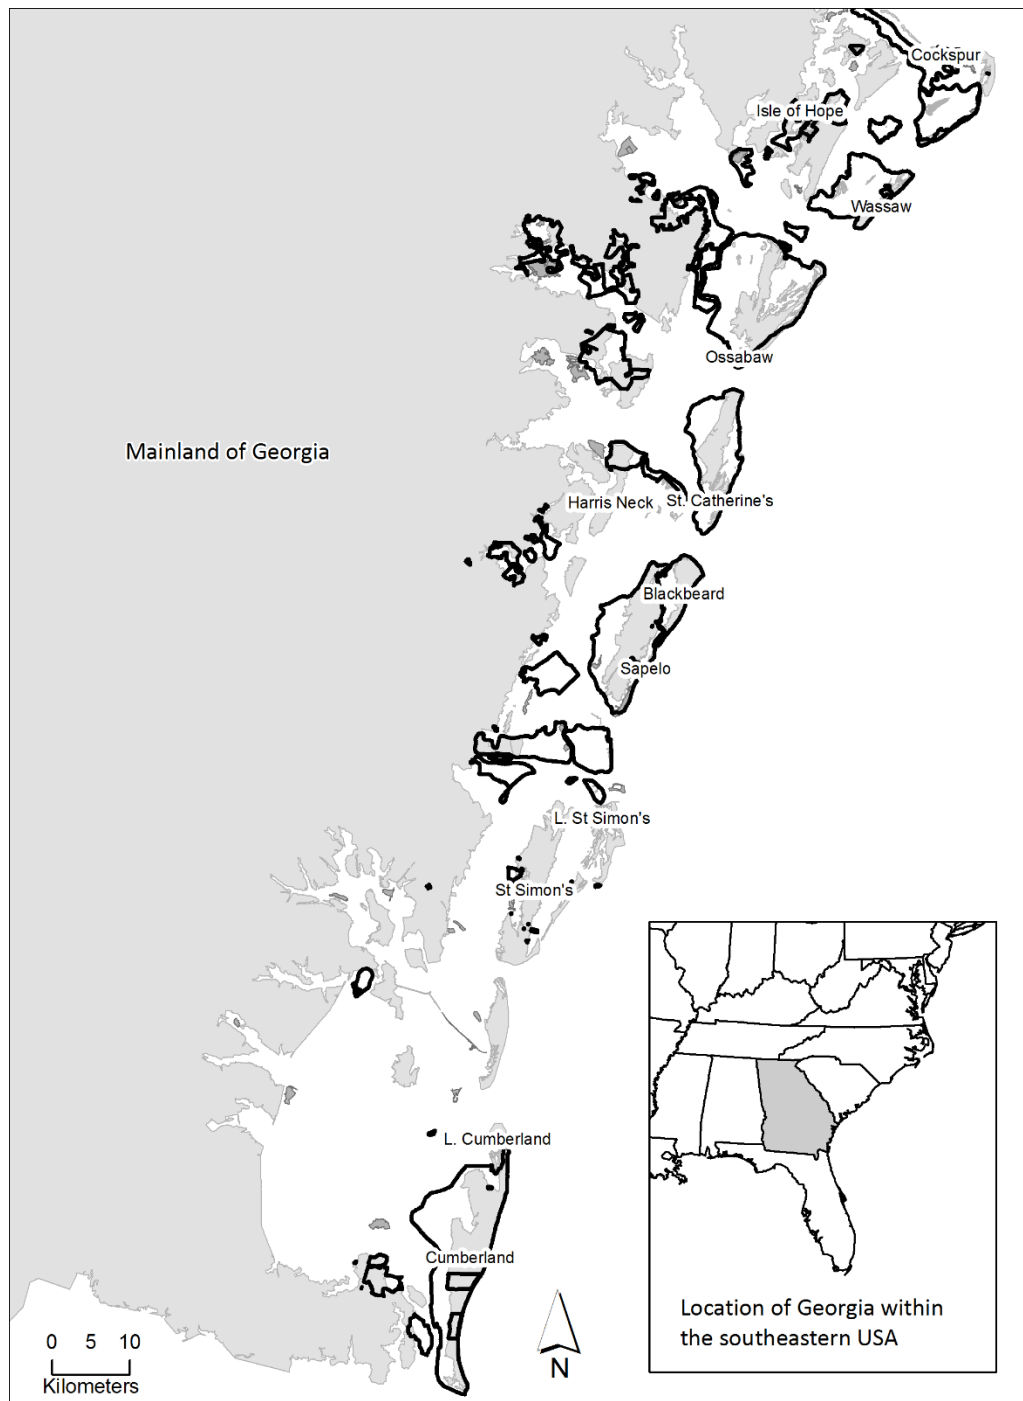 Cockspur
Isle of Hope
Wassaw
Ossabaw
Mainland of Georgia
Harris Neck
St. Catherine's
Blackbeard
Sapelo
L. St Simon's
St Simon's
L. Cumberland
Cumberland
0 5 10
Kilometers
N
Location of Georgia within
the southeastern USA